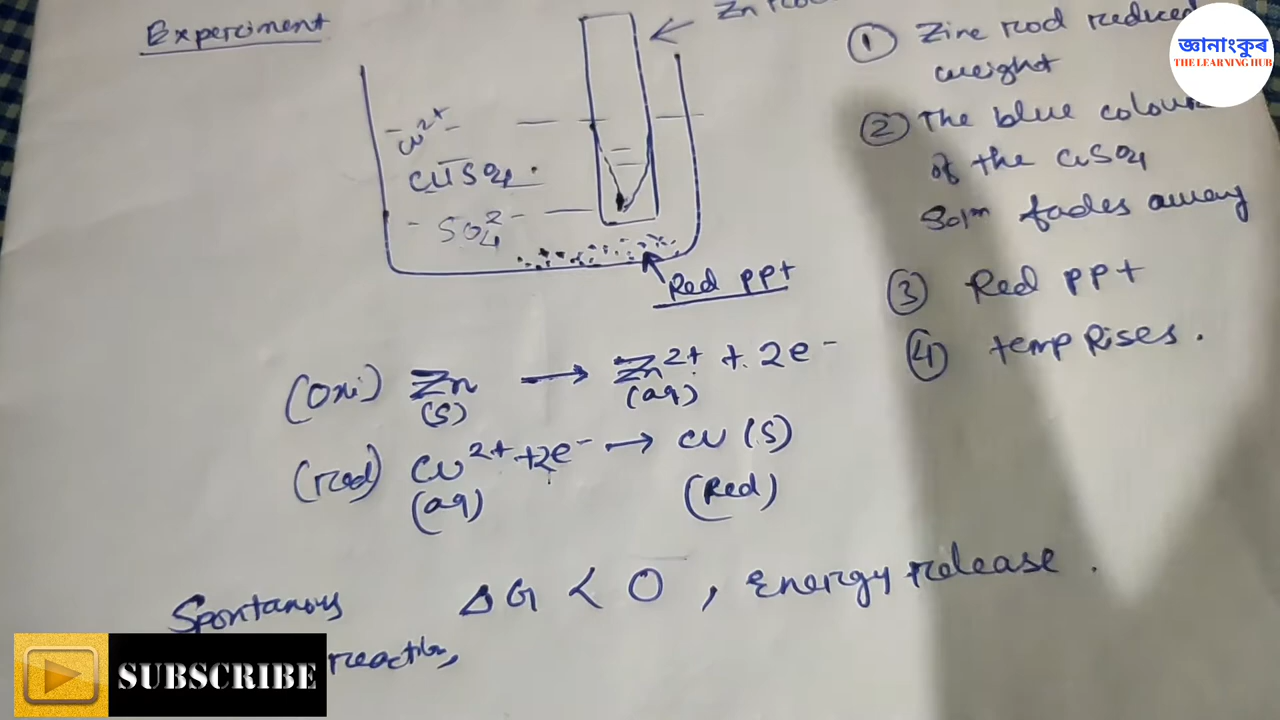 Experiment
Zn rod
Cu²⁺
CuSO₄
SO₄²⁻
Red ppt
① Zinc rod reduced
weight
② The blue colour
of the CuSO₄
Solⁿ fades away
③ Red ppt
④ temp Rises.
(Oxi) Zn → Zn²⁺ + 2e⁻
(s) (aq)
(red) Cu²⁺ + 2e⁻ → Cu (s)
(aq) (Red)
Spontanous ΔG < 0, Energy release.
reaction,
জ্ঞানাংকুৰ
THE LEARNING HUB
SUBSCRIBE